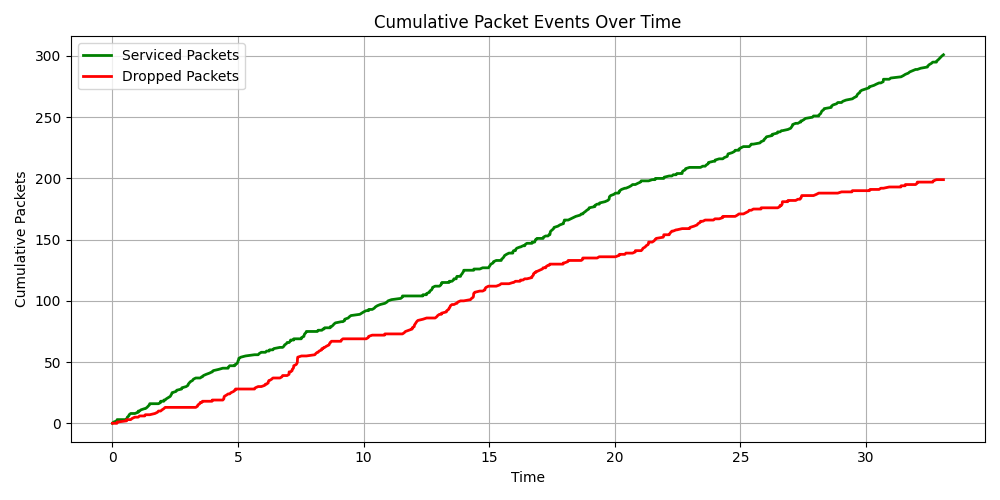 Cumulative Packet Events Over Time
Serviced Packets
Dropped Packets
Cumulative Packets
300
250
200
150
100
50
0
0 5 10 15 20 25 30
Time